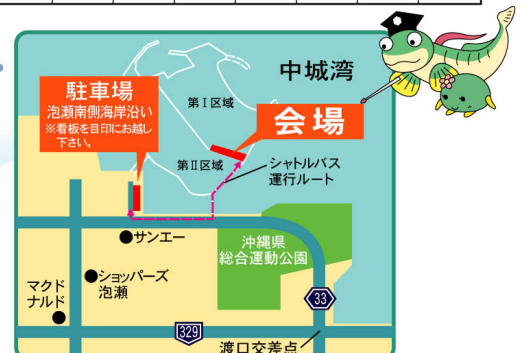 中城湾
駐車場
泡瀬南側海岸沿い
※看板を目印にお越し
下さい。
第Ⅰ区域
会場
第Ⅱ区域
シャトルバス
運行ルート
サンエー
沖縄県
総合運動公園
ショッパーズ
泡瀬
マクド
ナルド
33
329
渡口交差点